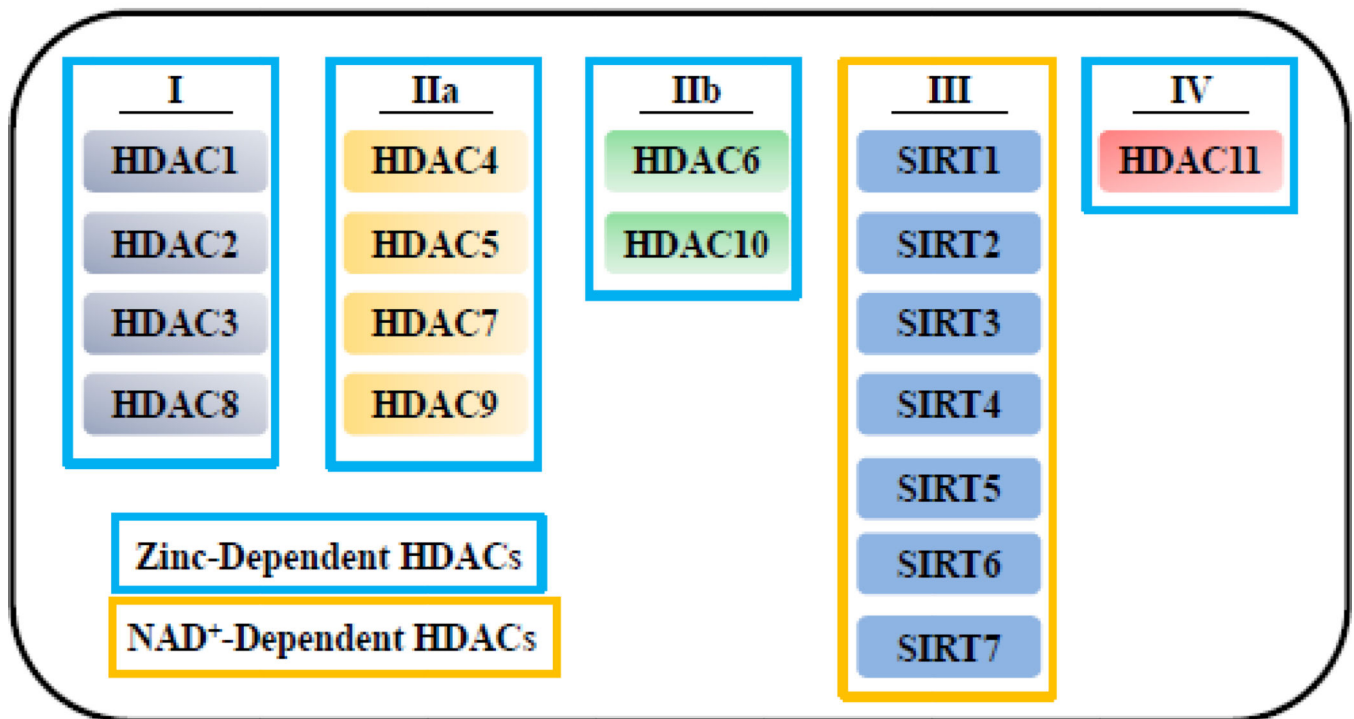 I
HDAC1
HDAC2
HDAC3
HDAC8
IIa
HDAC4
HDAC5
HDAC7
HDAC9
IIb
HDAC6
HDAC10
III
SIRT1
SIRT2
SIRT3
SIRT4
SIRT5
SIRT6
SIRT7
IV
HDAC11
Zinc-Dependent HDACs
NAD⁺-Dependent HDACs